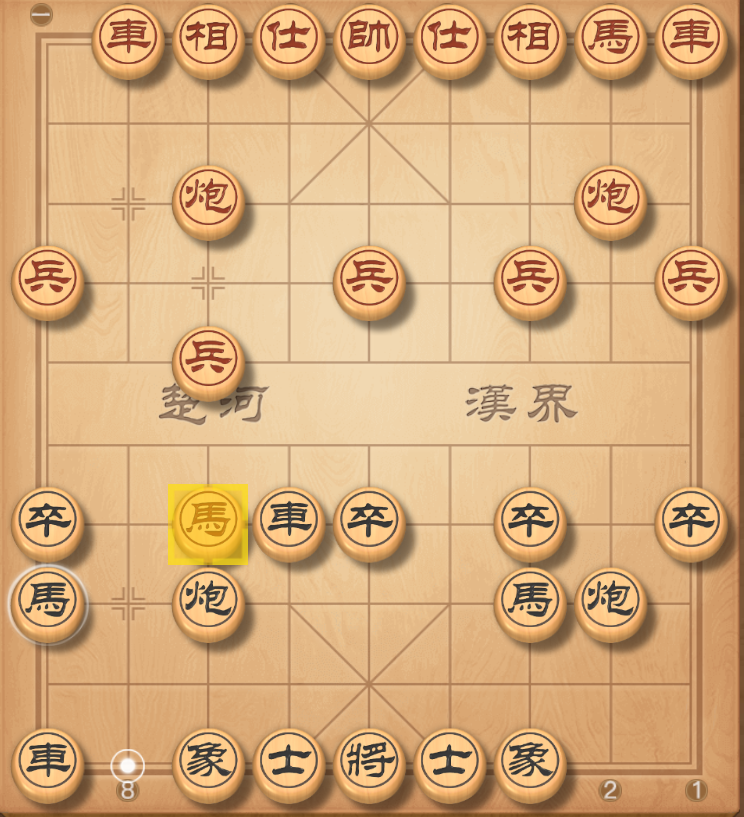 一
車相仕帥仕相馬車
炮炮
兵兵兵兵
兵
楚河 漢界
卒馬車卒卒卒
馬炮馬炮
車象士將士象
8 2 1